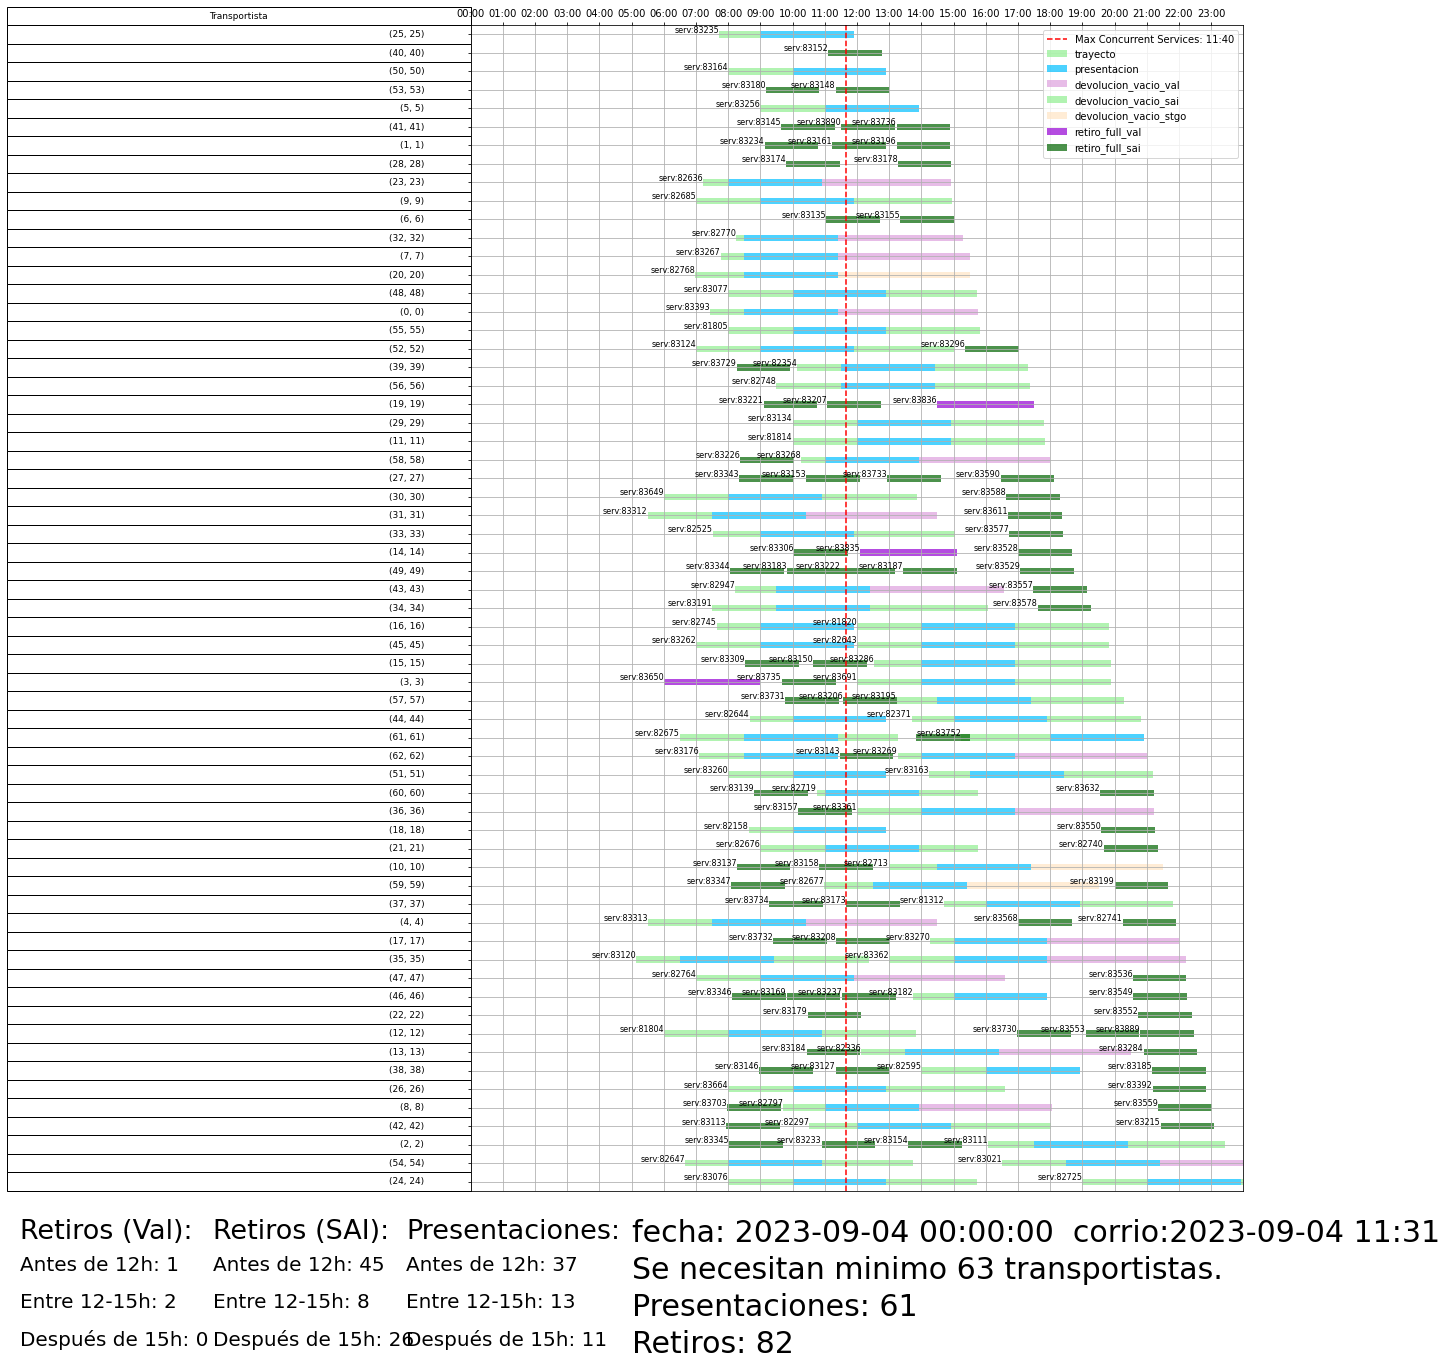 Transportista 00:00 01:00 02:00 03:00 04:00 05:00 06:00 07:00 08:00 09:00 10:00 11:00 12:00 13:00 14:00 15:00 16:00 17:00 18:00 19:00 20:00 21:00 22:00 23:00
(25, 25) serv:83235
(40, 40) serv:83152
(50, 50) serv:83164
(53, 53) serv:83180 serv:83148
(5, 5) serv:83256
(41, 41) serv:83145 serv:83890 serv:83736
(1, 1) serv:83234 serv:83161 serv:83196
(28, 28) serv:83174 serv:83178
(23, 23) serv:82636
(9, 9) serv:82685
(6, 6) serv:83135 serv:83155
(32, 32) serv:82770
(7, 7) serv:83267
(20, 20) serv:82768
(48, 48) serv:83077
(0, 0) serv:83393
(55, 55) serv:81805
(52, 52) serv:83124 serv:83296
(39, 39) serv:83729 serv:82354
(56, 56) serv:82748
(19, 19) serv:83221 serv:83207 serv:83836
(29, 29) serv:83134
(11, 11) serv:81814
(58, 58) serv:83226 serv:83268
(27, 27) serv:83343 serv:83153 serv:83733 serv:83590
(30, 30) serv:83649 serv:83588
(31, 31) serv:83312 serv:83611
(33, 33) serv:82525 serv:83577
(14, 14) serv:83306 serv:83835 serv:83528
(49, 49) serv:83344 serv:83183 serv:83222 serv:83187 serv:83529
(43, 43) serv:82947 serv:83557
(34, 34) serv:83191 serv:83578
(16, 16) serv:82745 serv:81820
(45, 45) serv:83262 serv:82643
(15, 15) serv:83309 serv:83150 serv:83286
(3, 3) serv:83650 serv:83735 serv:83691
(57, 57) serv:83731 serv:83206 serv:83195
(44, 44) serv:82644 serv:82371
(61, 61) serv:82675 serv:83752
(62, 62) serv:83176 serv:83143 serv:83269
(51, 51) serv:83260 serv:83163
(60, 60) serv:83139 serv:82719 serv:83632
(36, 36) serv:83157 serv:83361
(18, 18) serv:82158 serv:83550
(21, 21) serv:82676 serv:82740
(10, 10) serv:83137 serv:83158 serv:82713
(59, 59) serv:83347 serv:82677 serv:83199
(37, 37) serv:83734 serv:83173 serv:81312
(4, 4) serv:83313 serv:83568 serv:82741
(17, 17) serv:83732 serv:83208 serv:83270
(35, 35) serv:83120 serv:83362
(47, 47) serv:82764 serv:83536
(46, 46) serv:83346 serv:83169 serv:83237 serv:83182 serv:83549
(22, 22) serv:83179 serv:83552
(12, 12) serv:81804 serv:83730 serv:83553 serv:83889
(13, 13) serv:83184 serv:82336 serv:83284
(38, 38) serv:83146 serv:83127 serv:82595 serv:83185
(26, 26) serv:83664 serv:83392
(8, 8) serv:83703 serv:82797 serv:83559
(42, 42) serv:83113 serv:82297 serv:83215
(2, 2) serv:83345 serv:83233 serv:83154 serv:83111
(54, 54) serv:82647 serv:83021
(24, 24) serv:83076 serv:82725
Max Concurrent Services: 11:40
trayecto
presentacion
devolucion_vacio_val
devolucion_vacio_sai
devolucion_vacio_stgo
retiro_full_val
retiro_full_sai
Retiros (Val): Retiros (SAI): Presentaciones: fecha: 2023-09-04 00:00:00 corrio:2023-09-04 11:31
Antes de 12h: 1 Antes de 12h: 45 Antes de 12h: 37 Se necesitan minimo 63 transportistas.
Entre 12-15h: 2 Entre 12-15h: 8 Entre 12-15h: 13 Presentaciones: 61
Después de 15h: 0 Después de 15h: 26 Después de 15h: 11 Retiros: 82